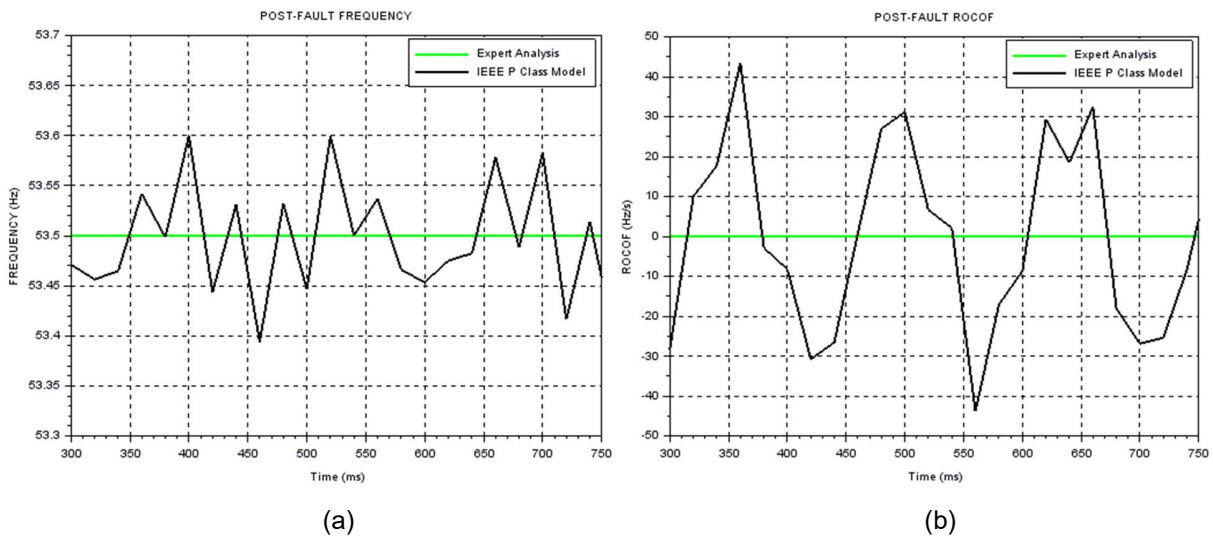 POST-FAULT FREQUENCY
53.7
53.65
53.6
53.55
53.5
53.45
53.4
53.35
53.3
FREQUENCY (Hz)
Expert Analysis
IEEE P Class Model
300 350 400 450 500 550 600 650 700 750
Time (ms)
(a)
POST-FAULT ROCOF
50
40
30
20
10
0
-10
-20
-30
-40
-50
ROCOF (Hz/s)
Expert Analysis
IEEE P Class Model
300 350 400 450 500 550 600 650 700 750
Time (ms)
(b)